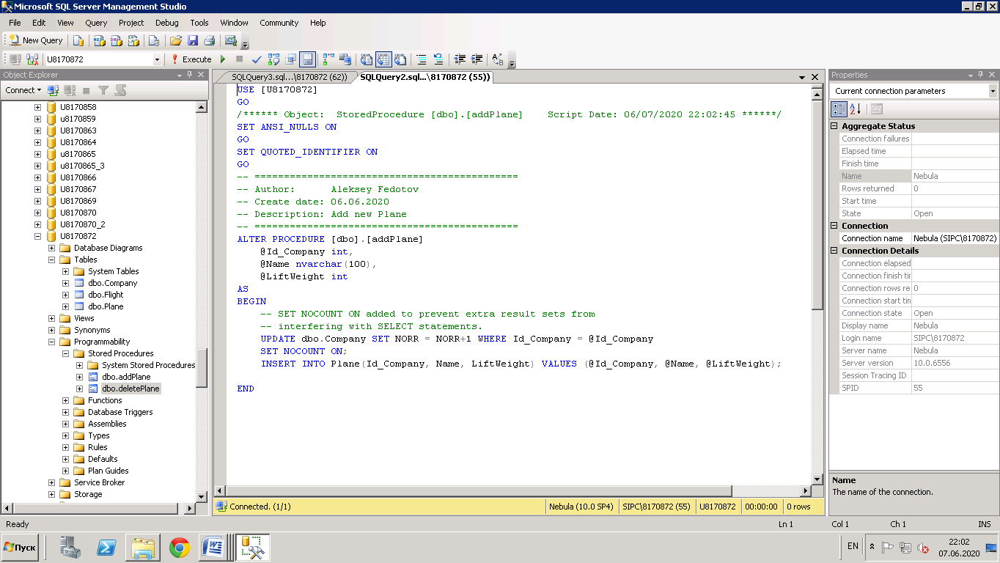 Microsoft SQL Server Management Studio
File Edit View Query Project Debug Tools Window Community Help
New Query
U8170872 Execute
Object Explorer
Connect
U8170858
u8170859
U8170863
U8170864
u8170865
u8170865_3
U8170866
U8170867
U8170869
U8170870
U8170870_2
U8170872
Database Diagrams
Tables
System Tables
dbo.Company
dbo.Flight
dbo.Plane
Views
Synonyms
Programmability
Stored Procedures
System Stored Procedures
dbo.addPlane
dbo.deletePlane
Functions
Database Triggers
Assemblies
Types
Rules
Defaults
Plan Guides
Service Broker
Storage
SQLQuery3.sql...\8170872 (62)) SQLQuery2.sql...\8170872 (55))
USE [U8170872]
GO
/****** Object:  StoredProcedure [dbo].[addPlane]    Script Date: 06/07/2020 22:02:45 ******/
SET ANSI_NULLS ON
GO
SET QUOTED_IDENTIFIER ON
GO
-- =============================================
-- Author:      Aleksey Fedotov
-- Create date: 06.06.2020
-- Description: Add new Plane
-- =============================================
ALTER PROCEDURE [dbo].[addPlane]
@Id_Company int,
@Name nvarchar(100),
@LiftWeight int
AS
BEGIN
-- SET NOCOUNT ON added to prevent extra result sets from
-- interfering with SELECT statements.
UPDATE dbo.Company SET NORR = NORR+1 WHERE Id_Company = @Id_Company
SET NOCOUNT ON;
INSERT INTO Plane(Id_Company, Name, LiftWeight) VALUES (@Id_Company, @Name, @LiftWeight);
END
Connected. (1/1) Nebula (10.0 SP4) SIPC\8170872 (55) U8170872 00:00:00 0 rows
Properties
Current connection parameters
Aggregate Status
Connection failures
Elapsed time
Finish time
Name Nebula
Rows returned 0
Start time
State Open
Connection
Connection name Nebula (SIPC\8170872)
Connection Details
Connection elapsed
Connection finish tir
Connection rows re 0
Connection start tin
Connection state Open
Display name Nebula
Login name SIPC\8170872
Server name Nebula
Server version 10.0.6556
Session Tracing ID
SPID 55
Name
The name of the connection.
Ready Ln 1 Col 1 Ch 1 INS
Пуск EN 22:02
07.06.2020